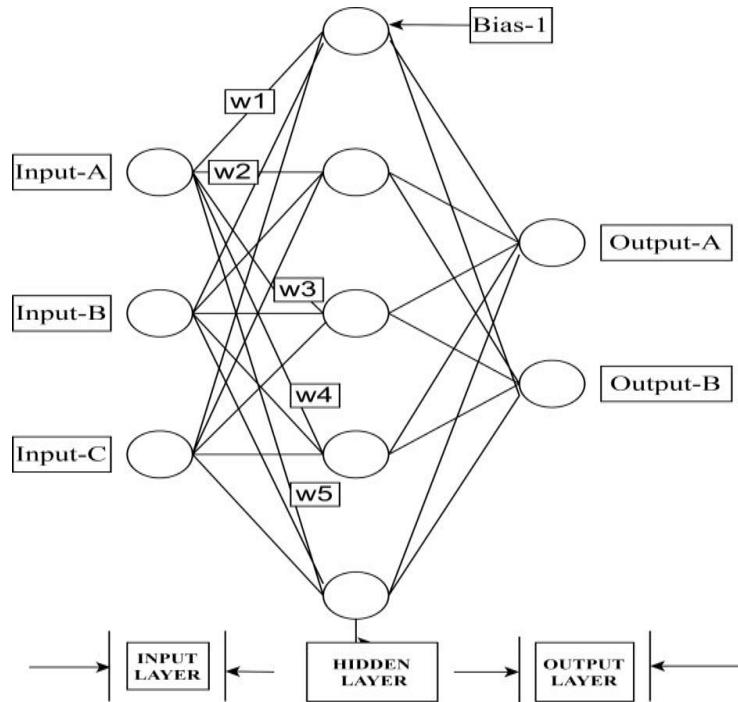 Bias-1
w1
Input-A
w2
Output-A
w3
Input-B
Output-B
w4
Input-C
w5
INPUT
LAYER
HIDDEN
LAYER
OUTPUT
LAYER